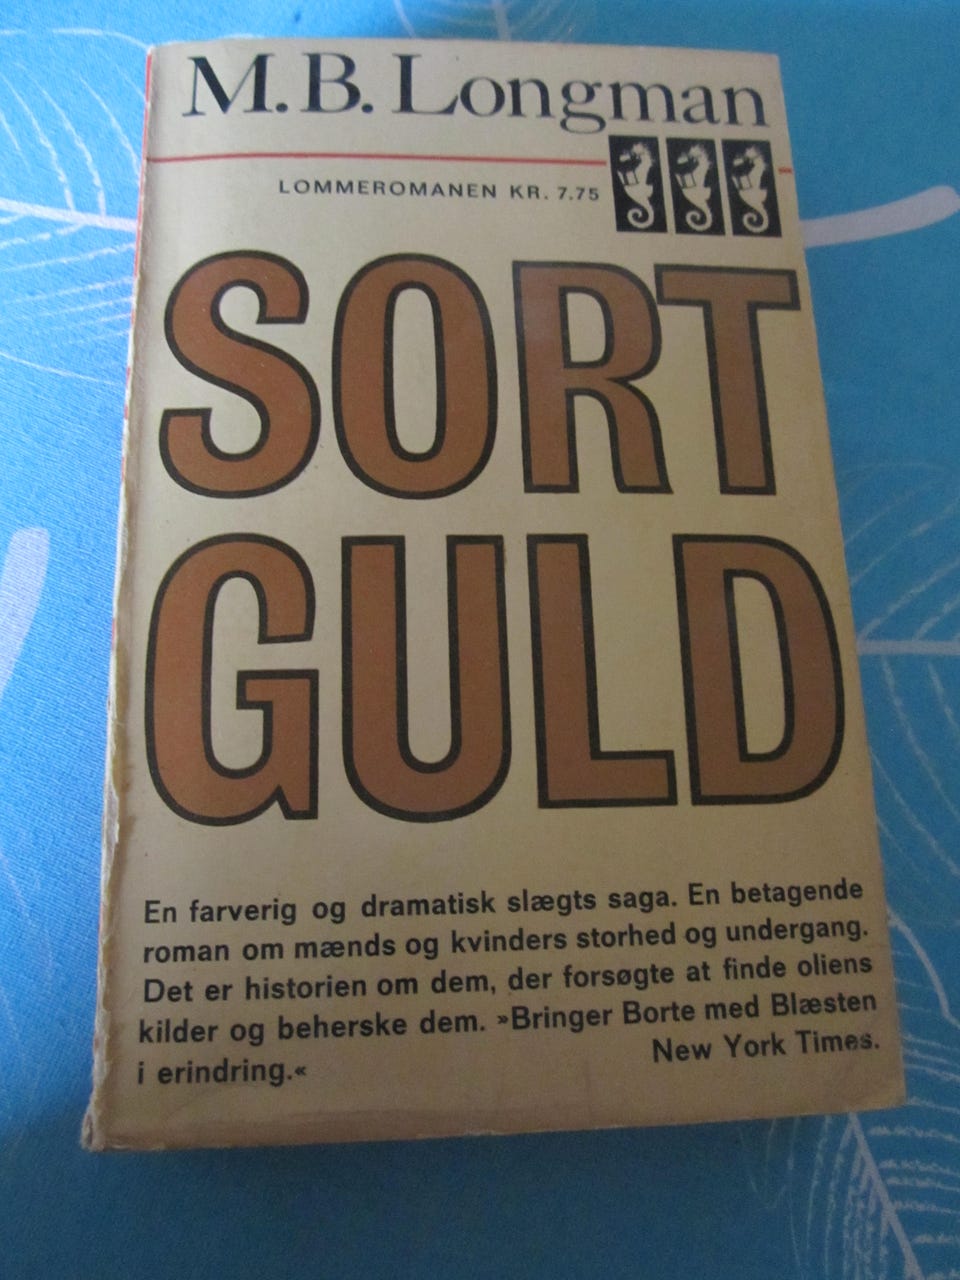 M.B. Longman
LOMMEROMANEN KR. 7.75
SORT
GULD
En farverig og dramatisk slægts saga. En betagende
roman om mænds og kvinders storhed og undergang.
Det er historien om dem, der forsøgte at finde oliens
kilder og beherske dem. »Bringer Borte med Blæsten
i erindring.«
New York Times.